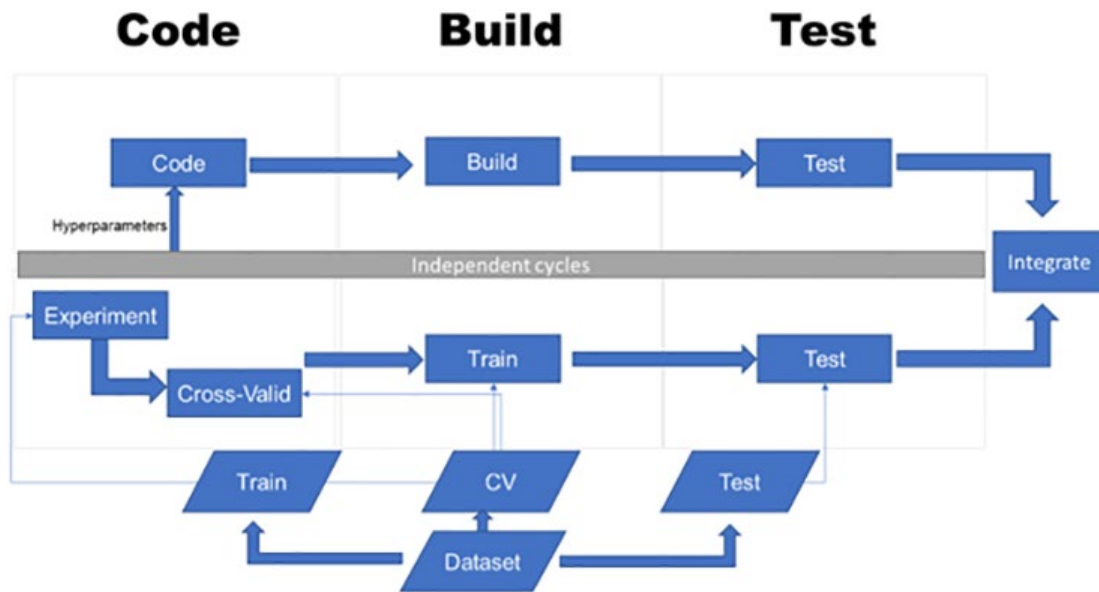 Code Build Test
Code Build Test
Hyperparameters
Independent cycles
Integrate
Experiment
Train Test
Cross-Valid
Train CV Test
Dataset